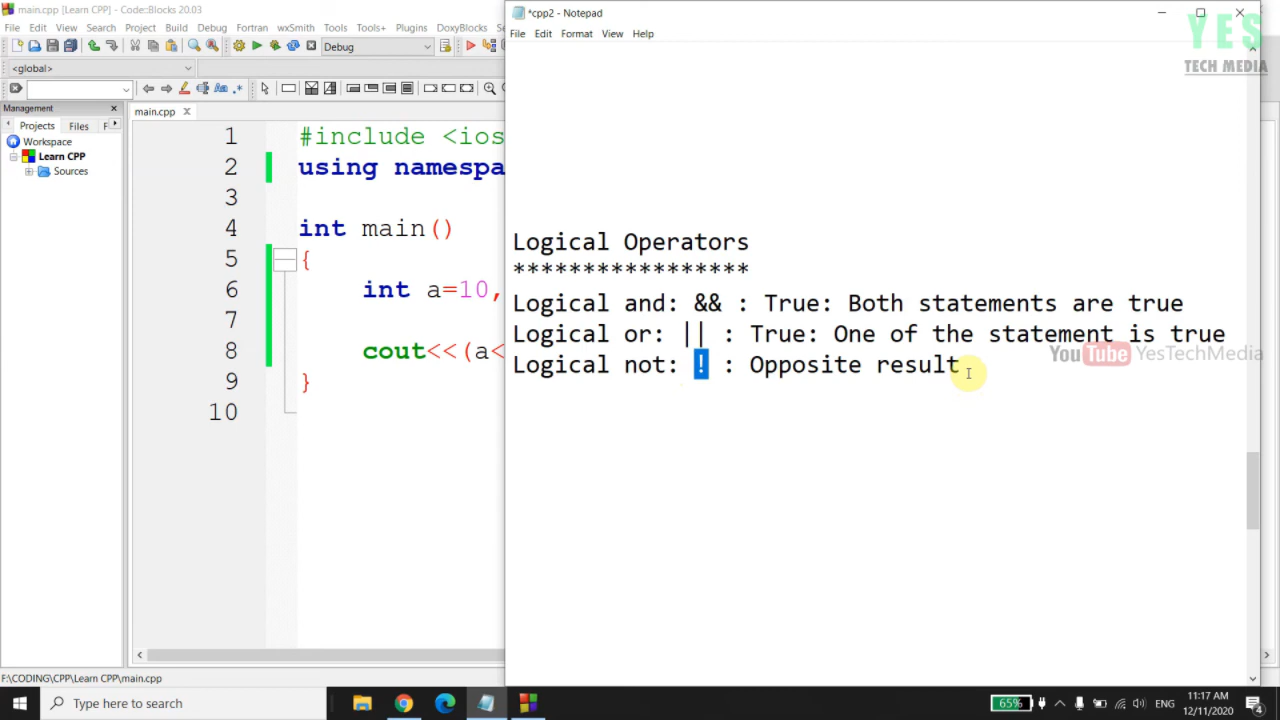 main.cpp [Learn CPP] - Code::Blocks 20.03
File Edit View Search Project Build Debug Fortran wxSmith Tools Tools+ Plugins DoxyBlocks
Debug
<global>
Management
Projects Files
Workspace
Learn CPP
Sources
main.cpp
1 #include <ios
2 using namespa
3
4 int main()
5 {
6 int a=10,
7
8 cout<<(a<
9 }
10
F:\CODING\CPP\Learn CPP\main.cpp
*cpp2 - Notepad
File Edit Format View Help
YES
TECH MEDIA
Logical Operators
*****************
Logical and: && : True: Both statements are true
Logical or: || : True: One of the statement is true
Logical not: ! : Opposite result
YouTube YesTechMedia
Type here to search
65%
ENG
11:17 AM
12/11/2020
4